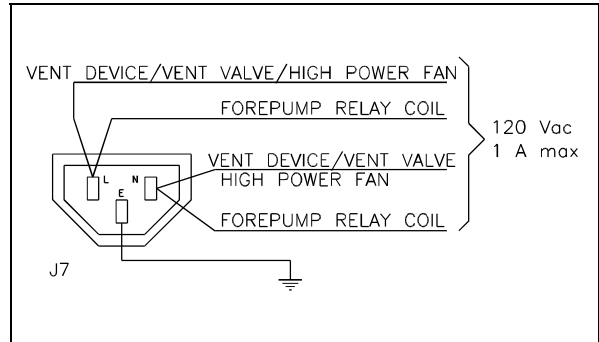 VENT DEVICE/VENT VALVE/HIGH POWER FAN
FOREPUMP RELAY COIL
120 Vac
1 A max
VENT DEVICE/VENT VALVE
HIGH POWER FAN
L
N
E
FOREPUMP RELAY COIL
J7